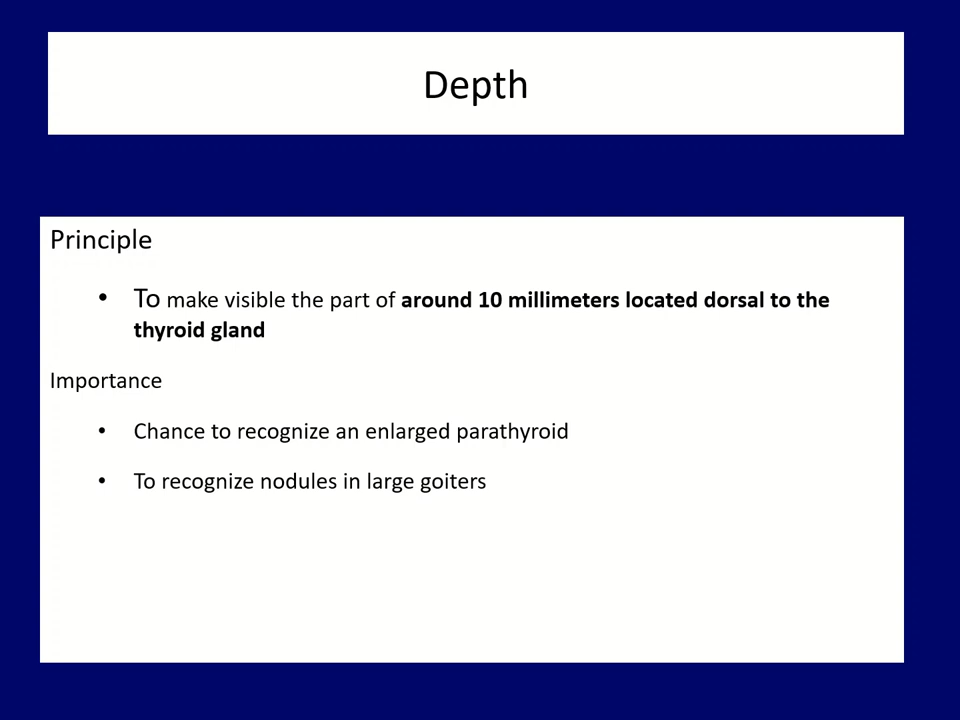 Depth
Principle
• To make visible the part of around 10 millimeters located dorsal to the
thyroid gland
Importance
• Chance to recognize an enlarged parathyroid
• To recognize nodules in large goiters